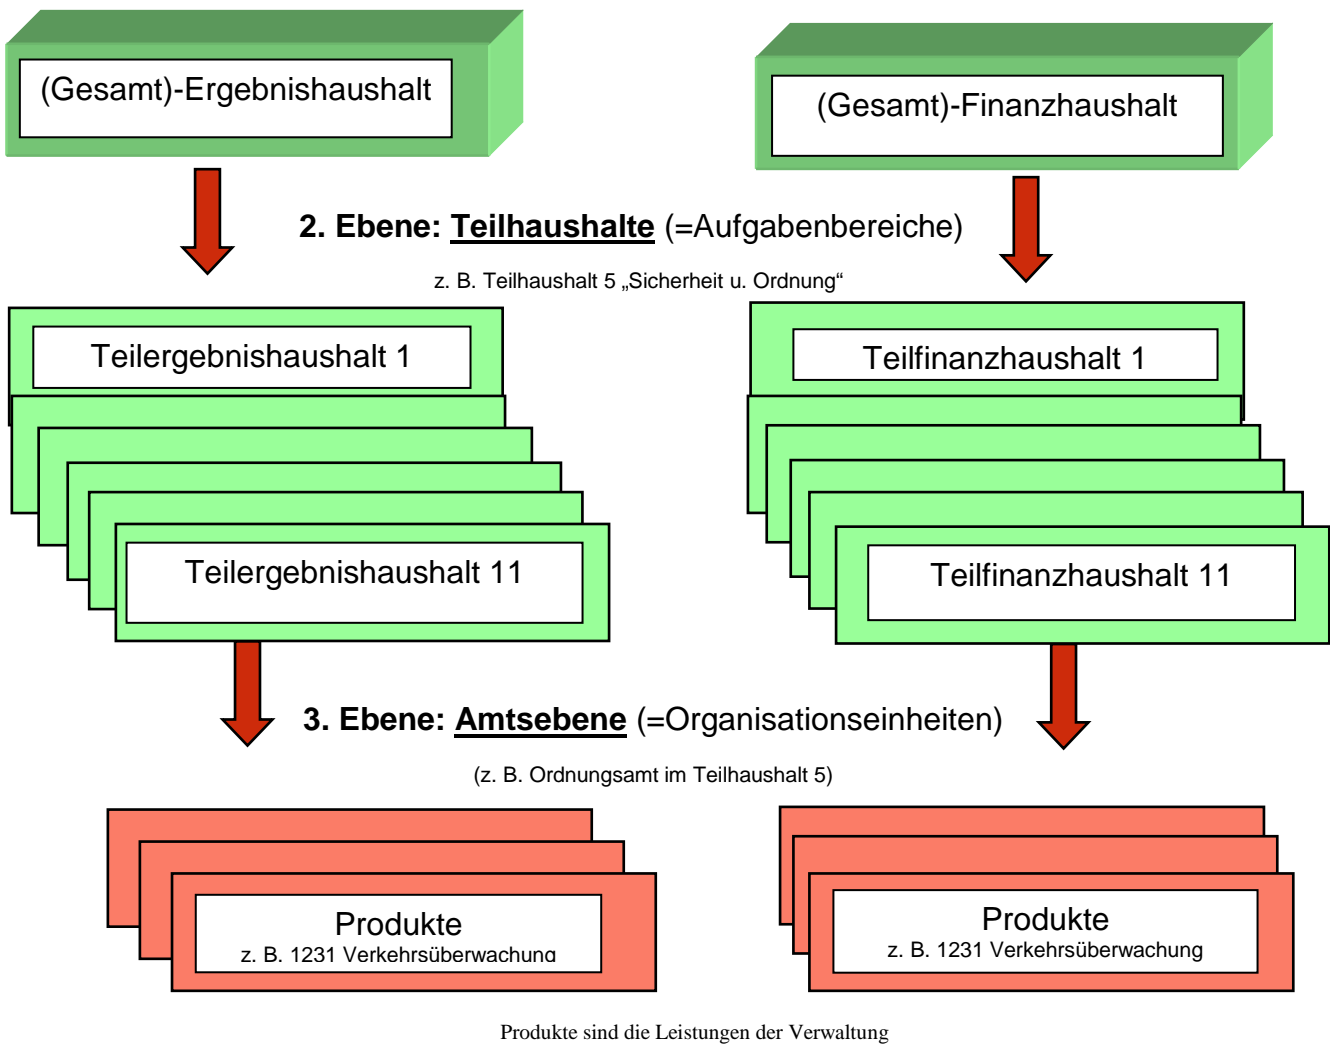 (Gesamt)-Ergebnishaushalt
(Gesamt)-Finanzhaushalt
2. Ebene: Teilhaushalte (=Aufgabenbereiche)
z. B. Teilhaushalt 5 „Sicherheit u. Ordnung“
Teilergebnishaushalt 1
Teilfinanzhaushalt 1
Teilergebnishaushalt 11
Teilfinanzhaushalt 11
3. Ebene: Amtsebene (=Organisationseinheiten)
(z. B. Ordnungsamt im Teilhaushalt 5)
Produkte
z. B. 1231 Verkehrsüberwachung
Produkte
z. B. 1231 Verkehrsüberwachung
Produkte sind die Leistungen der Verwaltung